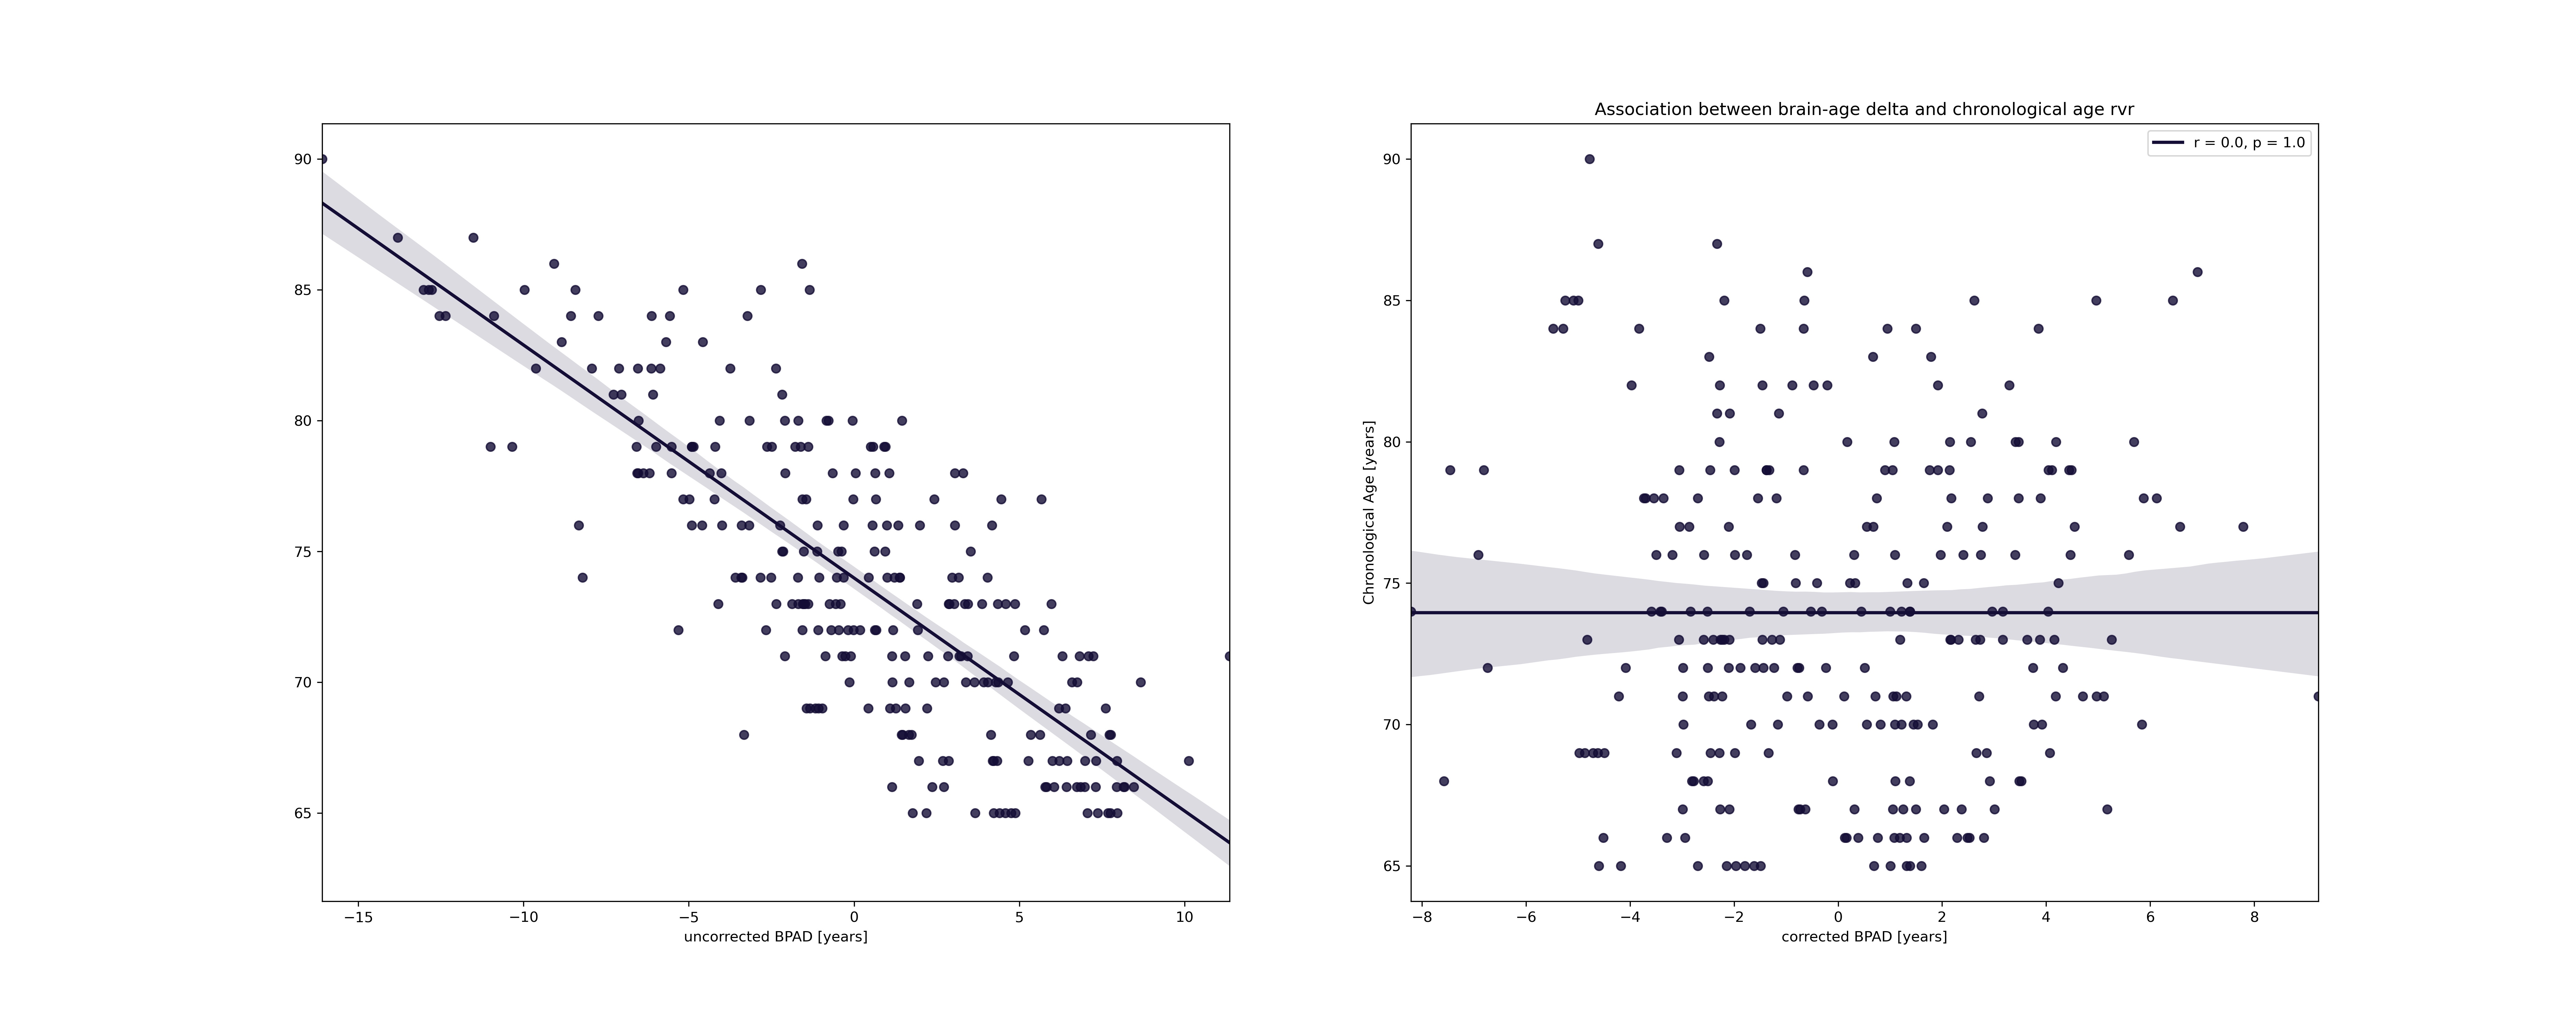 90
85
80
75
70
65
−15 −10 −5 0 5 10
uncorrected BPAD [years]
Association between brain-age delta and chronological age rvr
r = 0.0, p = 1.0
Chronological Age [years]
90
85
80
75
70
65
−8 −6 −4 −2 0 2 4 6 8
corrected BPAD [years]